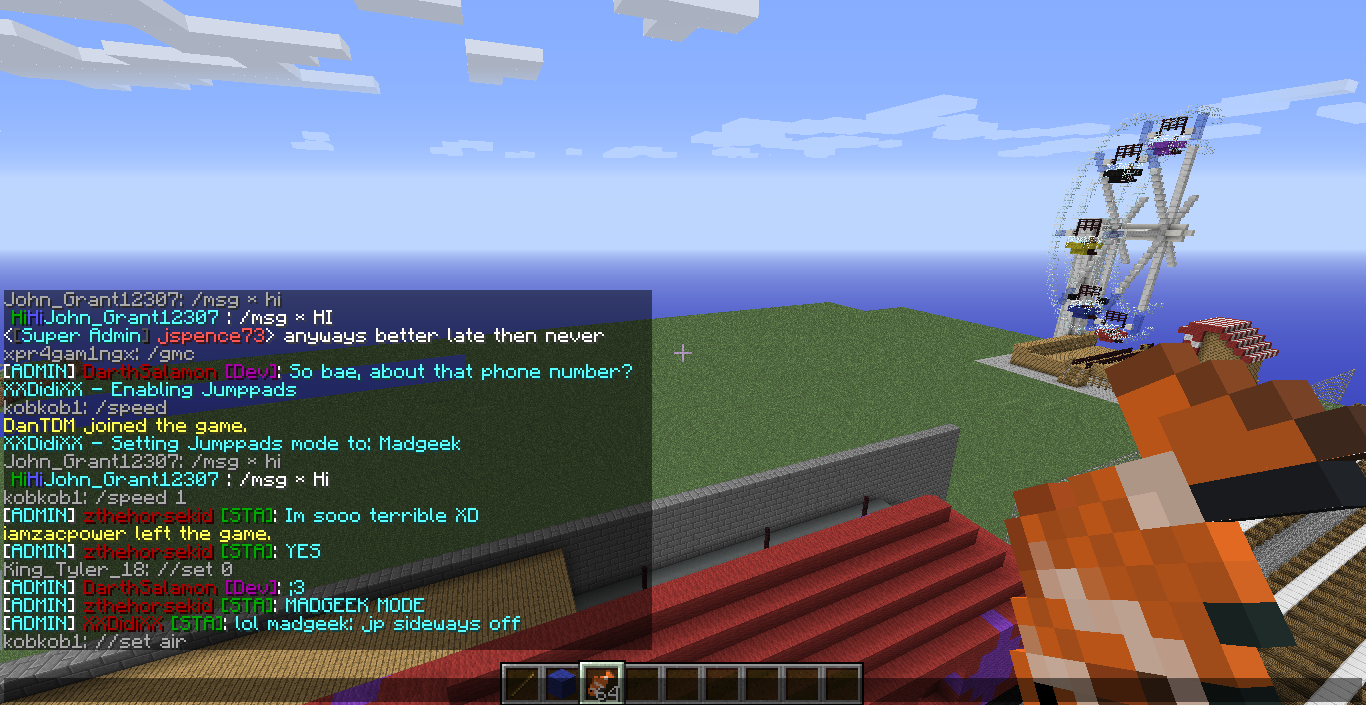 John_Grant12307: /msg × hi
HiHiJohn_Grant12307 : /msg × HI
<[Super Admin] jspence73> anyways better late then never
xpr4gam1ngx: /gmc
[ADMIN] DarthSalamon [Dev]: So bae, about that phone number?
XXDidiXX - Enabling Jumppads
kobkob1: /speed
DanTDM joined the game.
XXDidiXX - Setting Jumppads mode to: Madgeek
John_Grant12307: /msg × hi
HiHiJohn_Grant12307 : /msg × Hi
kobkob1: /speed 1
[ADMIN] zthehorsekid [STA]: Im sooo terrible XD
iamzacpower left the game.
[ADMIN] zthehorsekid [STA]: YES
King_Tyler_18: //set 0
[ADMIN] DarthSalamon [Dev]: ;3
[ADMIN] zthehorsekid [STA]: MADGEEK MODE
[ADMIN] XXDidiXX [STA]: lol madgeek: .jp sideways off
kobkob1: //set air
64